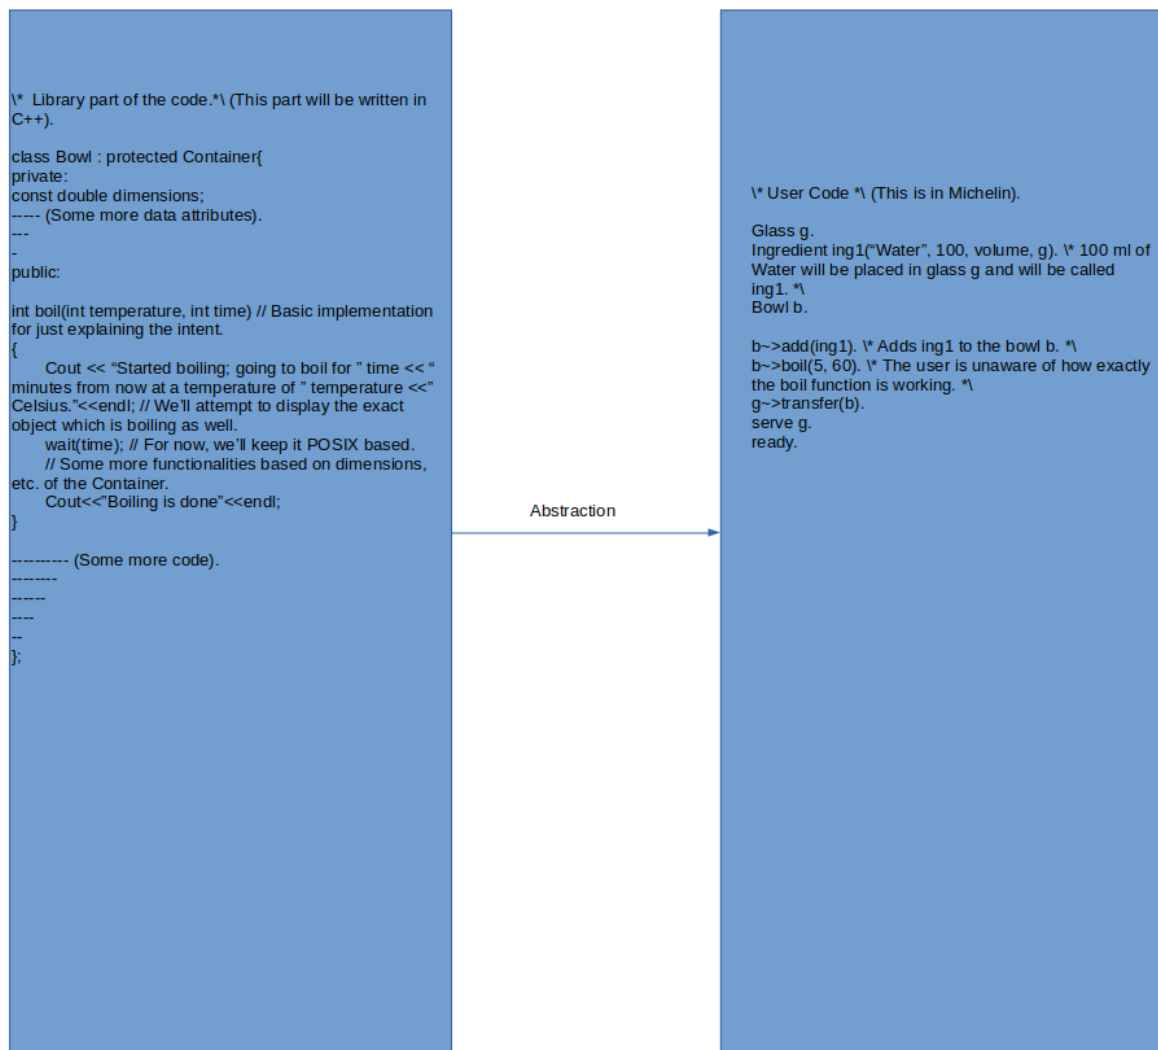 \* Library part of the code.*\ (This part will be written in
C++).
class Bowl : protected Container{
private:
const double dimensions;
----- (Some more data attributes).
---
-
public:
int boil(int temperature, int time) // Basic implementation
for just explaining the intent.
{
Cout << “Started boiling; going to boil for ” time << “
minutes from now at a temperature of ” temperature <<”
Celsius.”<<endl; // We’ll attempt to display the exact
object which is boiling as well.
wait(time); // For now, we’ll keep it POSIX based.
// Some more functionalities based on dimensions,
etc. of the Container.
Cout<<”Boiling is done”<<endl;
}
---------- (Some more code).
--------
------
----
--
};
Abstraction
\* User Code *\ (This is in Michelin).
Glass g.
Ingredient ing1(“Water”, 100, volume, g). \* 100 ml of
Water will be placed in glass g and will be called
ing1. *\
Bowl b.
b~>add(ing1). \* Adds ing1 to the bowl b. *\
b~>boil(5, 60). \* The user is unaware of how exactly
the boil function is working. *\
g~>transfer(b).
serve g.
ready.